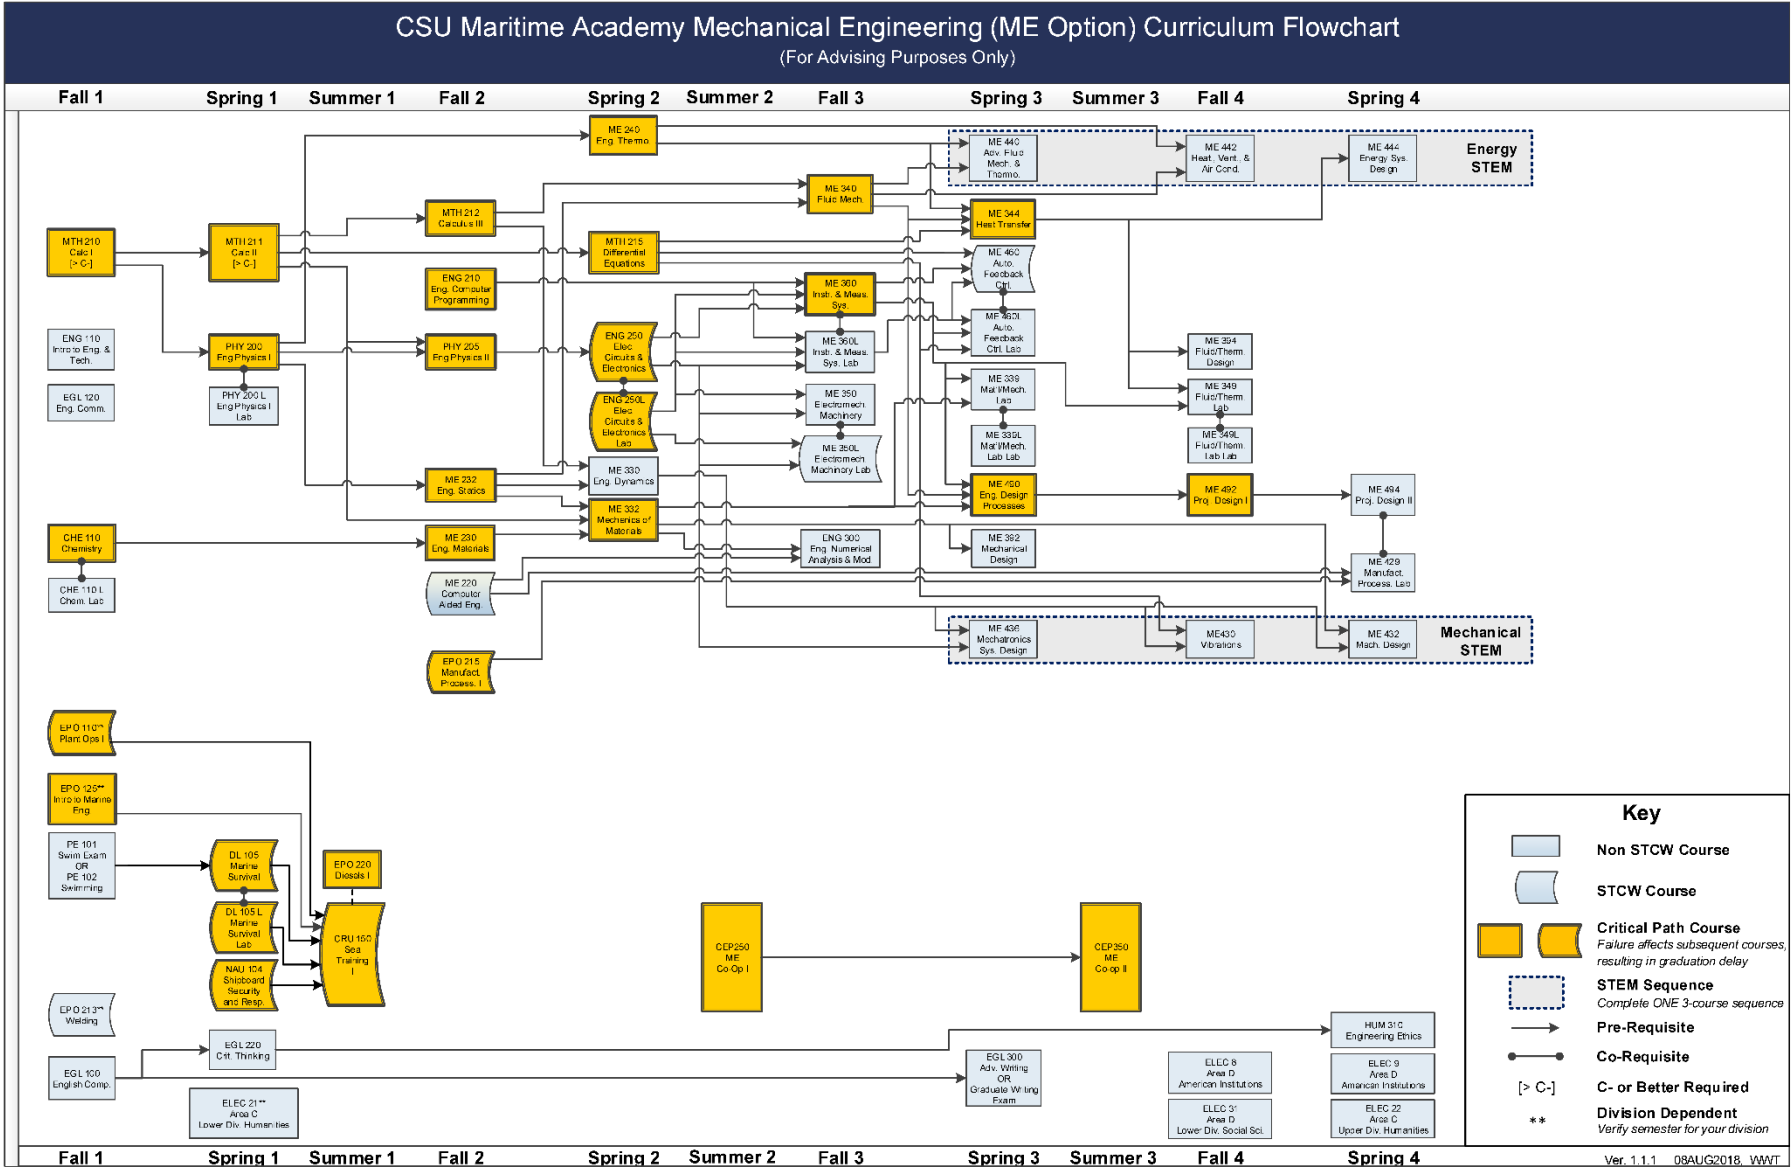 CSU Maritime Academy Mechanical Engineering (ME Option) Curriculum Flowchart
(For Advising Purposes Only)
Fall 1 Spring 1 Summer 1 Fall 2 Spring 2 Summer 2 Fall 3 Spring 3 Summer 3 Fall 4 Spring 4
MTH 210
Calc I
[> C-]
ENG 110
Intro to Eng. &
Tech.
EGL 120
Eng. Comm.
CHE 110
Chemistry
CHE 110 L
Chem. Lab
EPO 110**
Plant Ops I
EPO 125**
Intro to Marine
Eng
PE 101
Swim Exam
OR
PE 102
Swimming
EPO 213**
Welding
EGL 100
English Comp.
MTH 211
Calc II
[> C-]
PHY 200
Eng Physics I
PHY 200 L
Eng Physics I
Lab
DL 105
Marine
Survival
DL 105 L
Marine
Survival
Lab
NAU 104
Shipboard
Security
and Resp.
EGL 220
Crit. Thinking
ELEC 21**
Area C
Lower Div. Humanities
EPO 220
Diesels I
CRU 150
Sea
Training
I
MTH 212
Calculus III
ENG 210
Eng. Computer
Programming
PHY 205
Eng Physics II
ME 232
Eng. Statics
ME 230
Eng. Materials
ME 220
Computer
Aided Eng.
EPO 215
Manufact.
Process. I
ME 240
Eng. Thermo.
MTH 215
Differential
Equations
ENG 250
Elec
Circuits &
Electronics
ENG 250L
Elec
Circuits &
Electronics
Lab
ME 330
Eng. Dynamics
ME 332
Mechanics of
Materials
CEP250
ME
Co-Op I
ME 340
Fluid Mech.
ME 360
Instr. & Meas.
Sys.
ME 360L
Instr. & Meas.
Sys. Lab
ME 350
Electromech.
Machinery
ME 350L
Electromech.
Machinery Lab
ENG 300
Eng. Numerical
Analysis & Mod.
ME 440
Adv. Fluid
Mech. &
Thermo.
ME 344
Heat Transfer
ME 460
Auto.
Feedback
Ctrl.
ME 460L
Auto.
Feedback
Ctrl. Lab
ME 339
Mat'l/Mech.
Lab
ME 339L
Mat'l/Mech.
Lab Lab
ME 490
Eng. Design
Processes
ME 392
Mechanical
Design
ME 436
Mechatronics
Sys. Design
EGL 300
Adv. Writing
OR
Graduate Writing
Exam
CEP350
ME
Co-op II
ME 442
Heat., Vent., &
Air Cond.
ME 394
Fluid/Therm.
Design
ME 349
Fluid/Therm.
Lab
ME 349L
Fluid/Therm.
Lab Lab
ME 492
Proj. Design I
ME430
Vibrations
ELEC 8
Area D
American Institutions
ELEC 31
Area D
Lower Div. Social Sci.
ME 444
Energy Sys.
Design
ME 494
Proj. Design II
ME 429
Manufact.
Process. Lab
ME 432
Mach. Design
HUM 310
Engineering Ethics
ELEC 9
Area D
American Institutions
ELEC 22
Area C
Upper Div. Humanities
Energy
STEM
Mechanical
STEM
Key
Non STCW Course
STCW Course
Critical Path Course
Failure affects subsequent courses,
resulting in graduation delay
STEM Sequence
Complete ONE 3-course sequence
Pre-Requisite
Co-Requisite
[> C-] C- or Better Required
** Division Dependent
Verify semester for your division
Fall 1 Spring 1 Summer 1 Fall 2 Spring 2 Summer 2 Fall 3 Spring 3 Summer 3 Fall 4 Spring 4
Ver. 1.1.1 08AUG2018, WWT